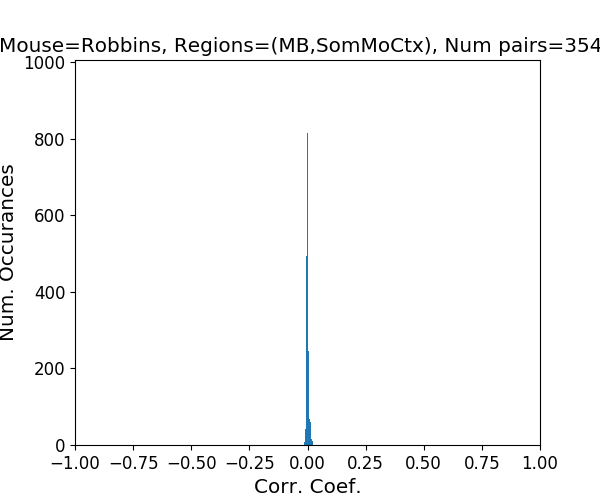 Mouse=Robbins, Regions=(MB,SomMoCtx), Num pairs=354
1000
800
600
400
200
0
Num. Occurances
−1.00 −0.75 −0.50 −0.25 0.00 0.25 0.50 0.75 1.00
Corr. Coef.